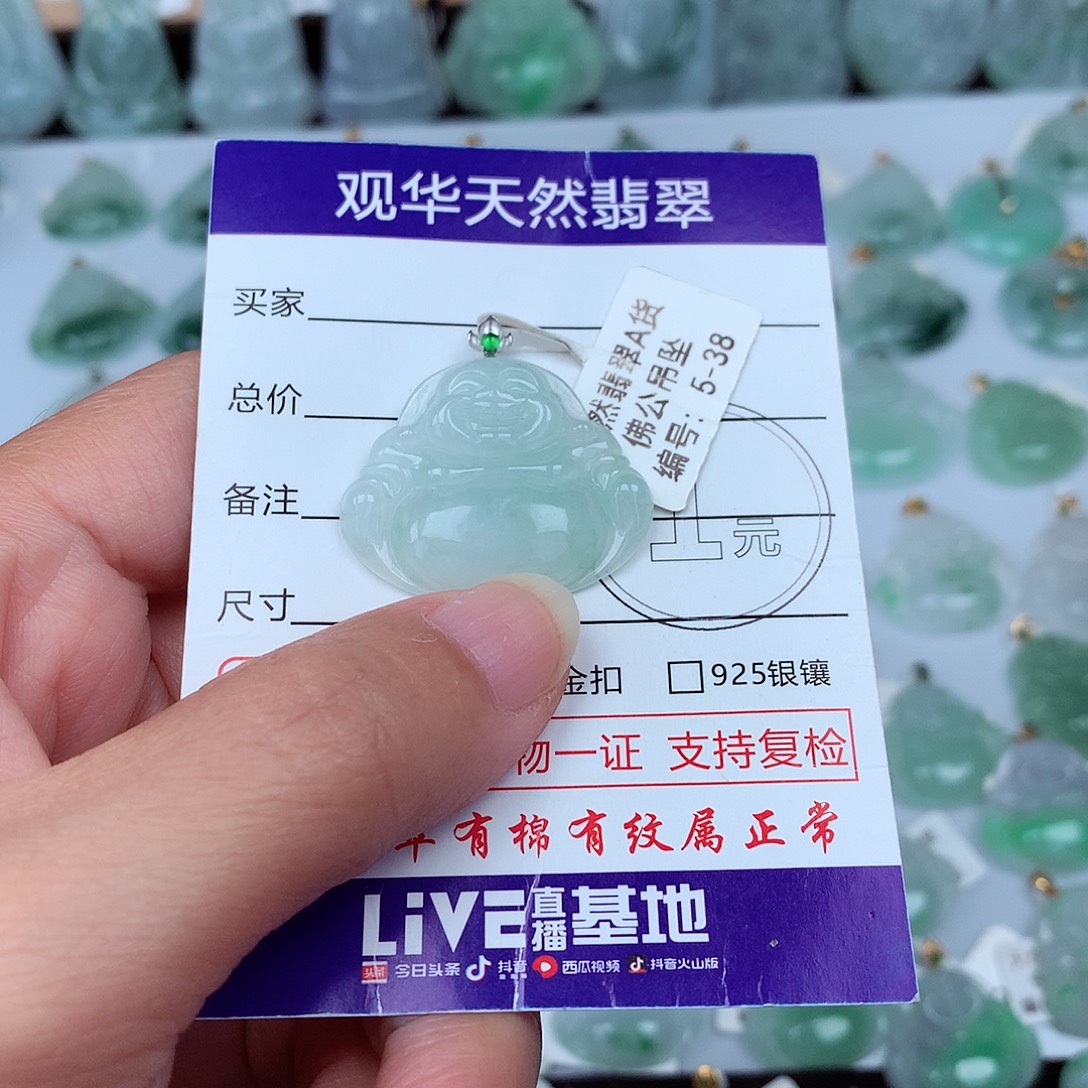 观华天然翡翠
买家
总价
备注
尺寸
然翡翠A货
佛公吊坠
编号: 5-38
1元
金扣 925银镶
物一证 支持复检
有棉有纹属正常
LiVE直播基地
头条 今日头条 抖音 西瓜视频 抖音火山版